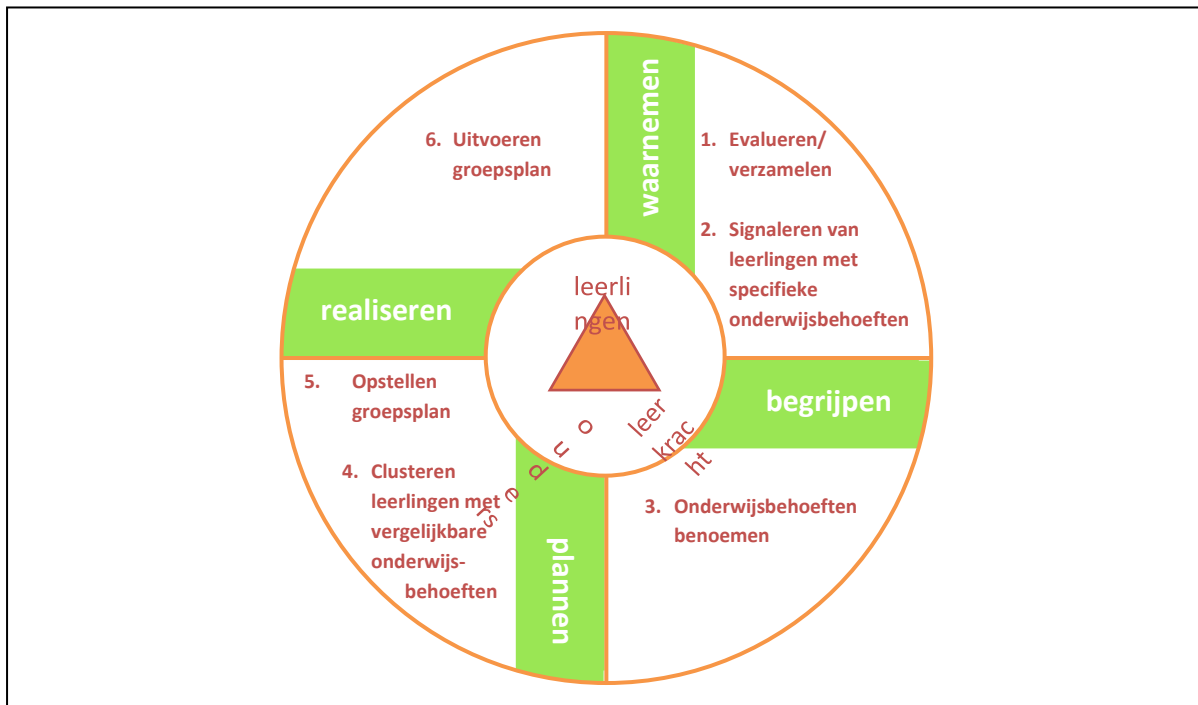 waarnemen
1. Evalueren/
verzamelen
2. Signaleren van
leerlingen met
specifieke
onderwijsbehoeften
begrijpen
3. Onderwijsbehoeften
benoemen
plannen
4. Clusteren
leerlingen met
vergelijkbare
onderwijs-
behoeften
5. Opstellen
groepsplan
realiseren
6. Uitvoeren
groepsplan
leerli
ngen
leer
krac
ht
o
u
d
e